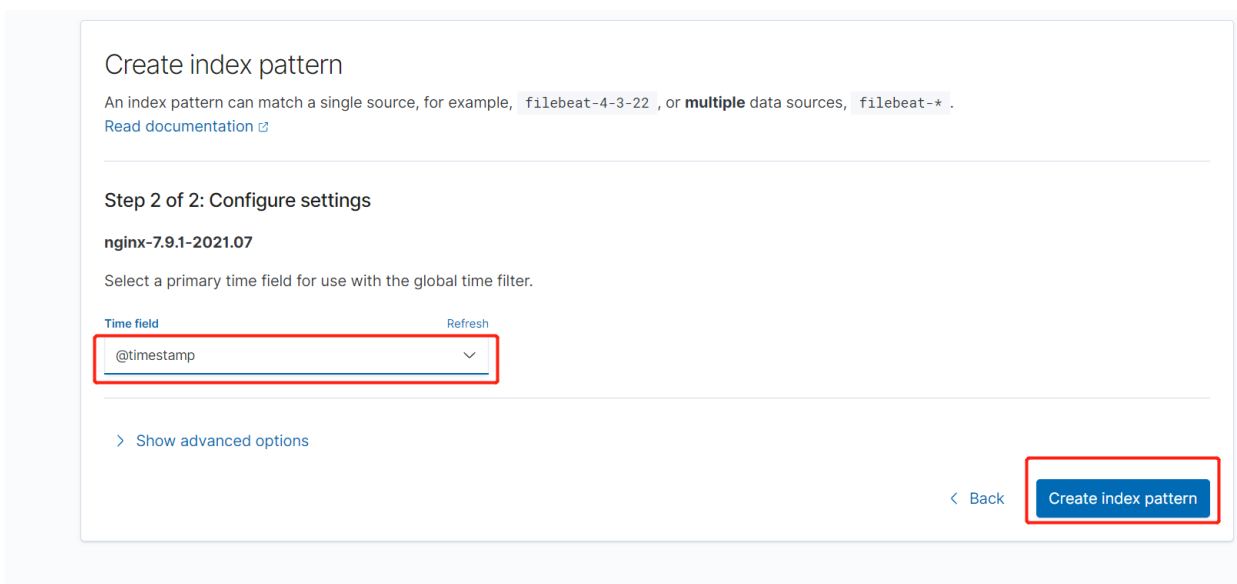 Create index pattern
An index pattern can match a single source, for example, filebeat-4-3-22 , or multiple data sources, filebeat-* .
Read documentation
Step 2 of 2: Configure settings
nginx-7.9.1-2021.07
Select a primary time field for use with the global time filter.
Time field Refresh
@timestamp
Show advanced options
Back Create index pattern